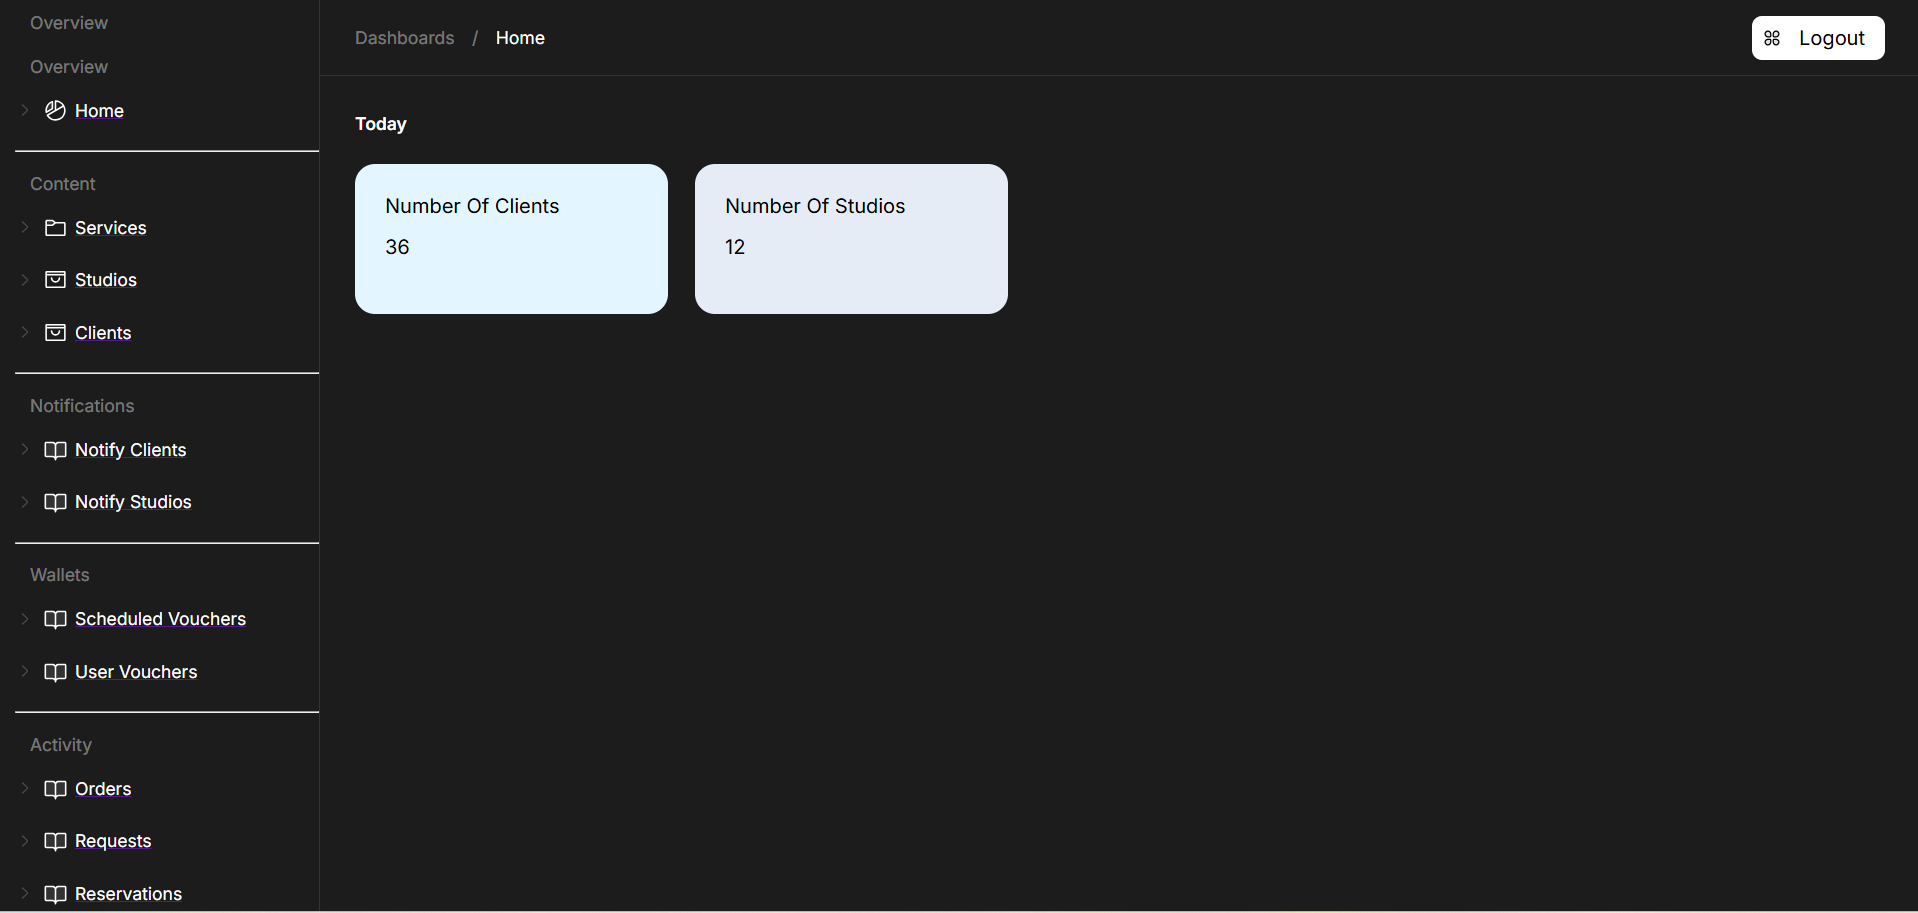 Overview
Overview
Home
Content
Services
Studios
Clients
Notifications
Notify Clients
Notify Studios
Wallets
Scheduled Vouchers
User Vouchers
Activity
Orders
Requests
Reservations
Dashboards / Home
Logout
Today
Number Of Clients
36
Number Of Studios
12